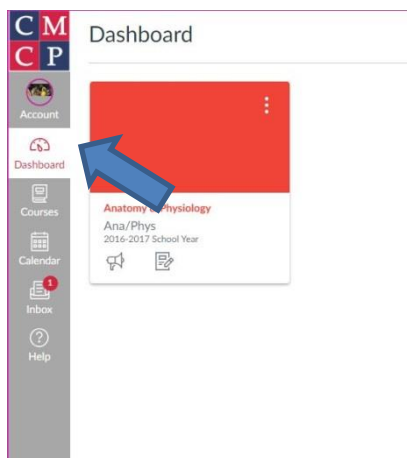 C M
C P
Dashboard
Account
Dashboard
Courses
Calendar
1
Inbox
Help
Anatomy & Physiology
Ana/Phys
2016-2017 School Year